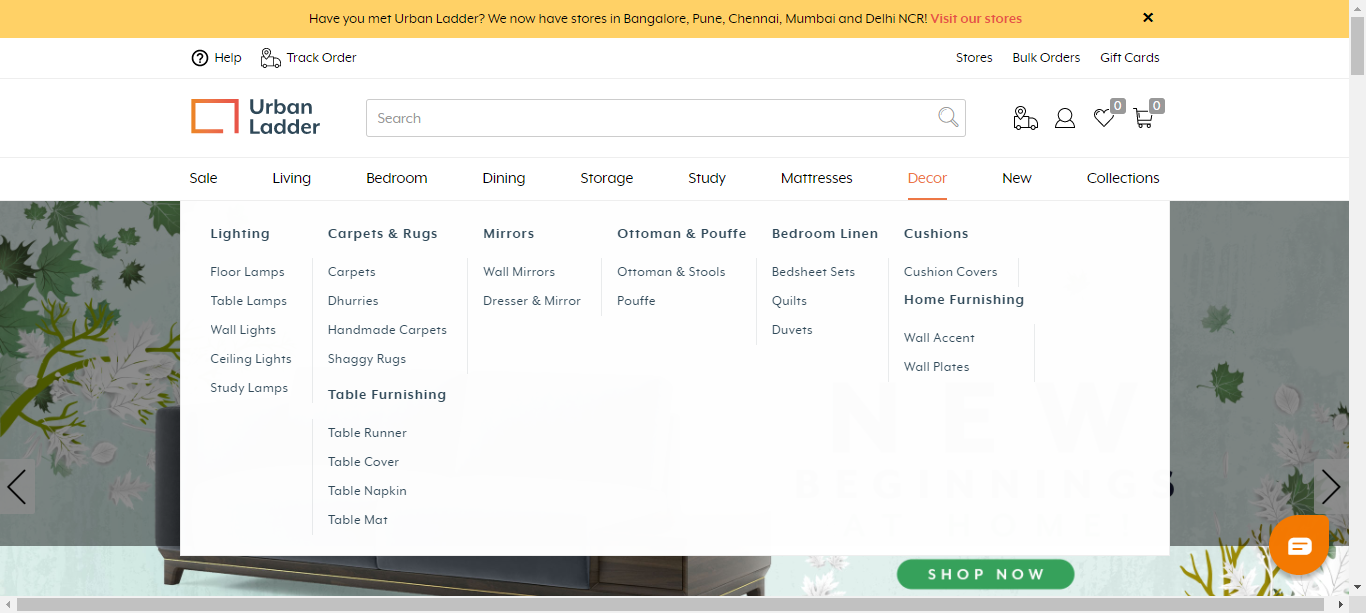 Have you met Urban Ladder? We now have stores in Bangalore, Pune, Chennai, Mumbai and Delhi NCR! Visit our stores
Help Track Order Stores Bulk Orders Gift Cards
Urban
Ladder
Search
0 0
Sale Living Bedroom Dining Storage Study Mattresses Decor New Collections
Lighting
Floor Lamps
Table Lamps
Wall Lights
Ceiling Lights
Study Lamps
Carpets & Rugs
Carpets
Dhurries
Handmade Carpets
Shaggy Rugs
Table Furnishing
Table Runner
Table Cover
Table Napkin
Table Mat
Mirrors
Wall Mirrors
Dresser & Mirror
Ottoman & Pouffe
Ottoman & Stools
Pouffe
Bedroom Linen
Bedsheet Sets
Quilts
Duvets
Cushions
Cushion Covers
Home Furnishing
Wall Accent
Wall Plates
NEW
BEGINNINGS
SHOP NOW